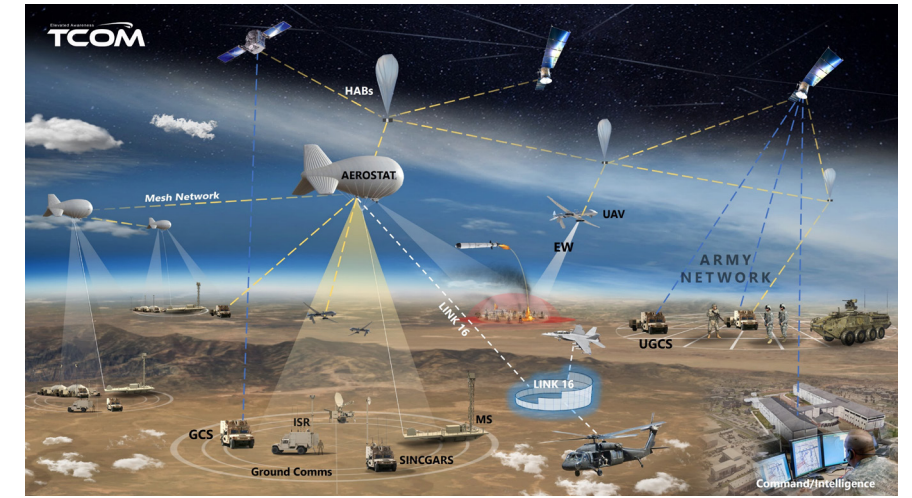 Elevated Awareness
TCOM
HABs
AEROSTAT
Mesh Network
UAV
EW
ARMY
NETWORK
LINK 16
UGCS
LINK 16
MS
ISR
GCS
SINCGARS
Ground Comms
Command/Intelligence